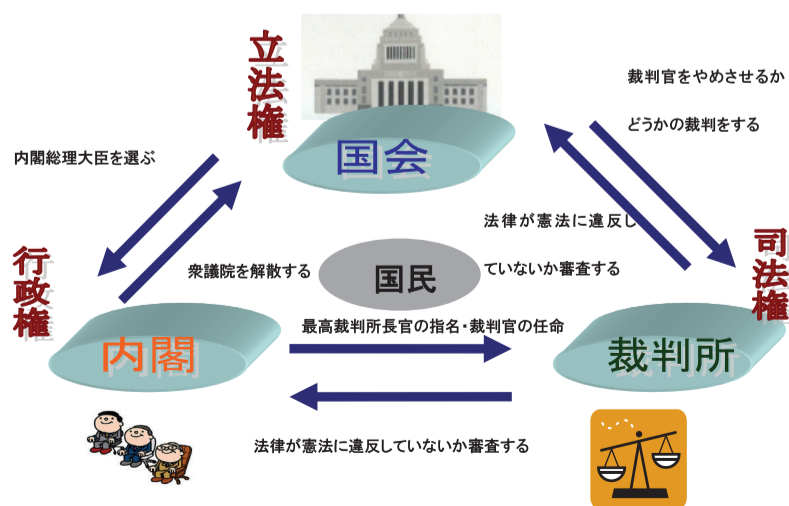 立法権
国会
裁判官をやめさせるか
どうかの裁判をする
内閣総理大臣を選ぶ
法律が憲法に違反し
ていないか審査する
司法権
行政権
衆議院を解散する
国民
最高裁判所長官の指名・裁判官の任命
内閣
裁判所
法律が憲法に違反していないか審査する